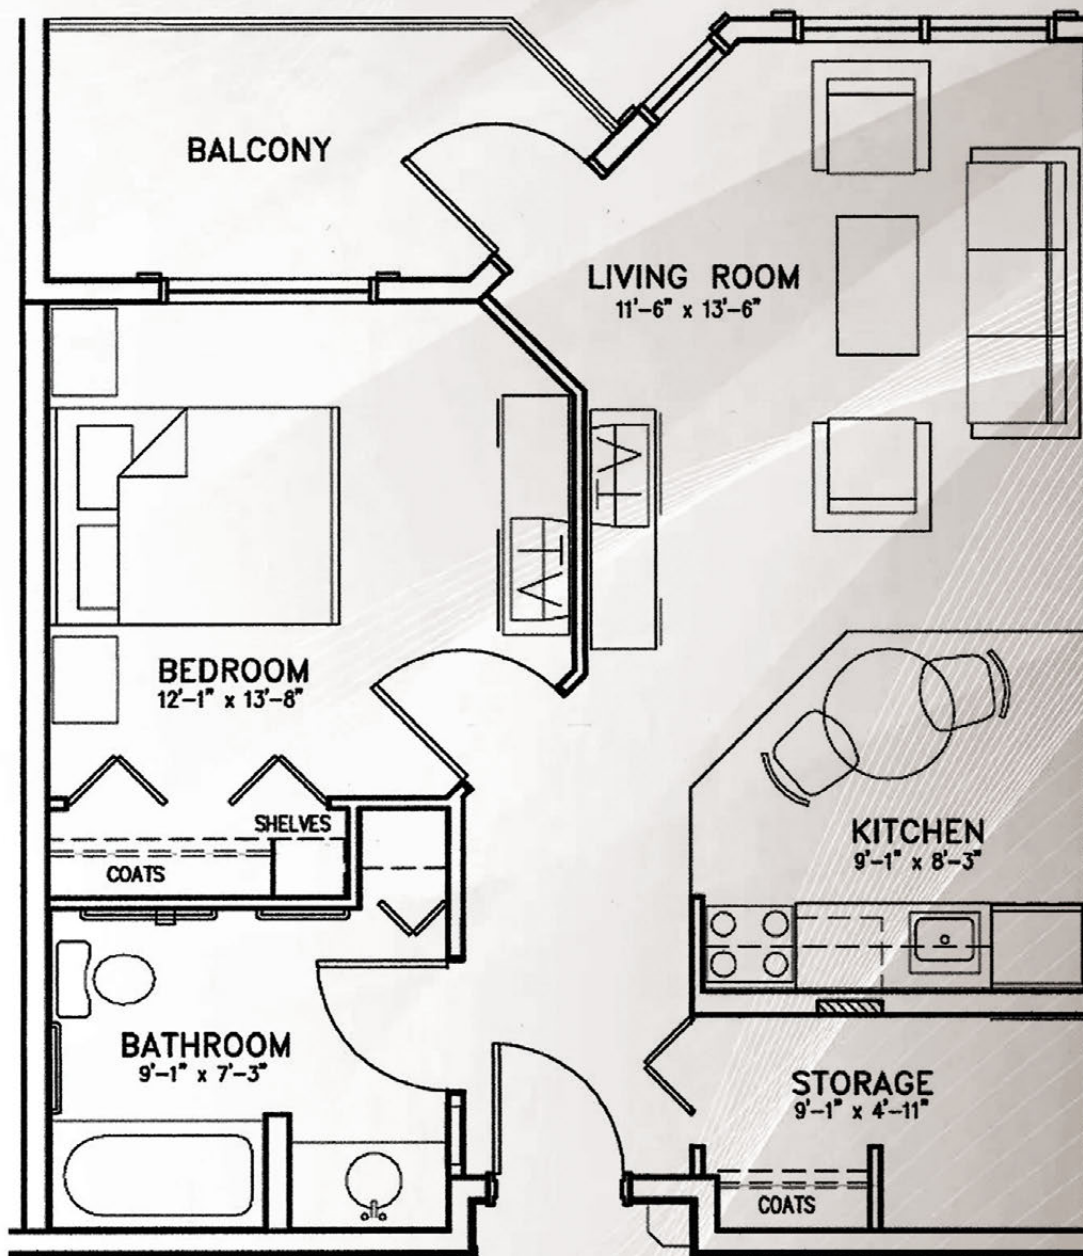 BALCONY
LIVING ROOM
11'-6" x 13'-6"
TV
TV
BEDROOM
12'-1" x 13'-8"
SHELVES
COATS
KITCHEN
9'-1" x 8'-3"
BATHROOM
9'-1" x 7'-3"
STORAGE
9'-1" x 4'-11"
COATS